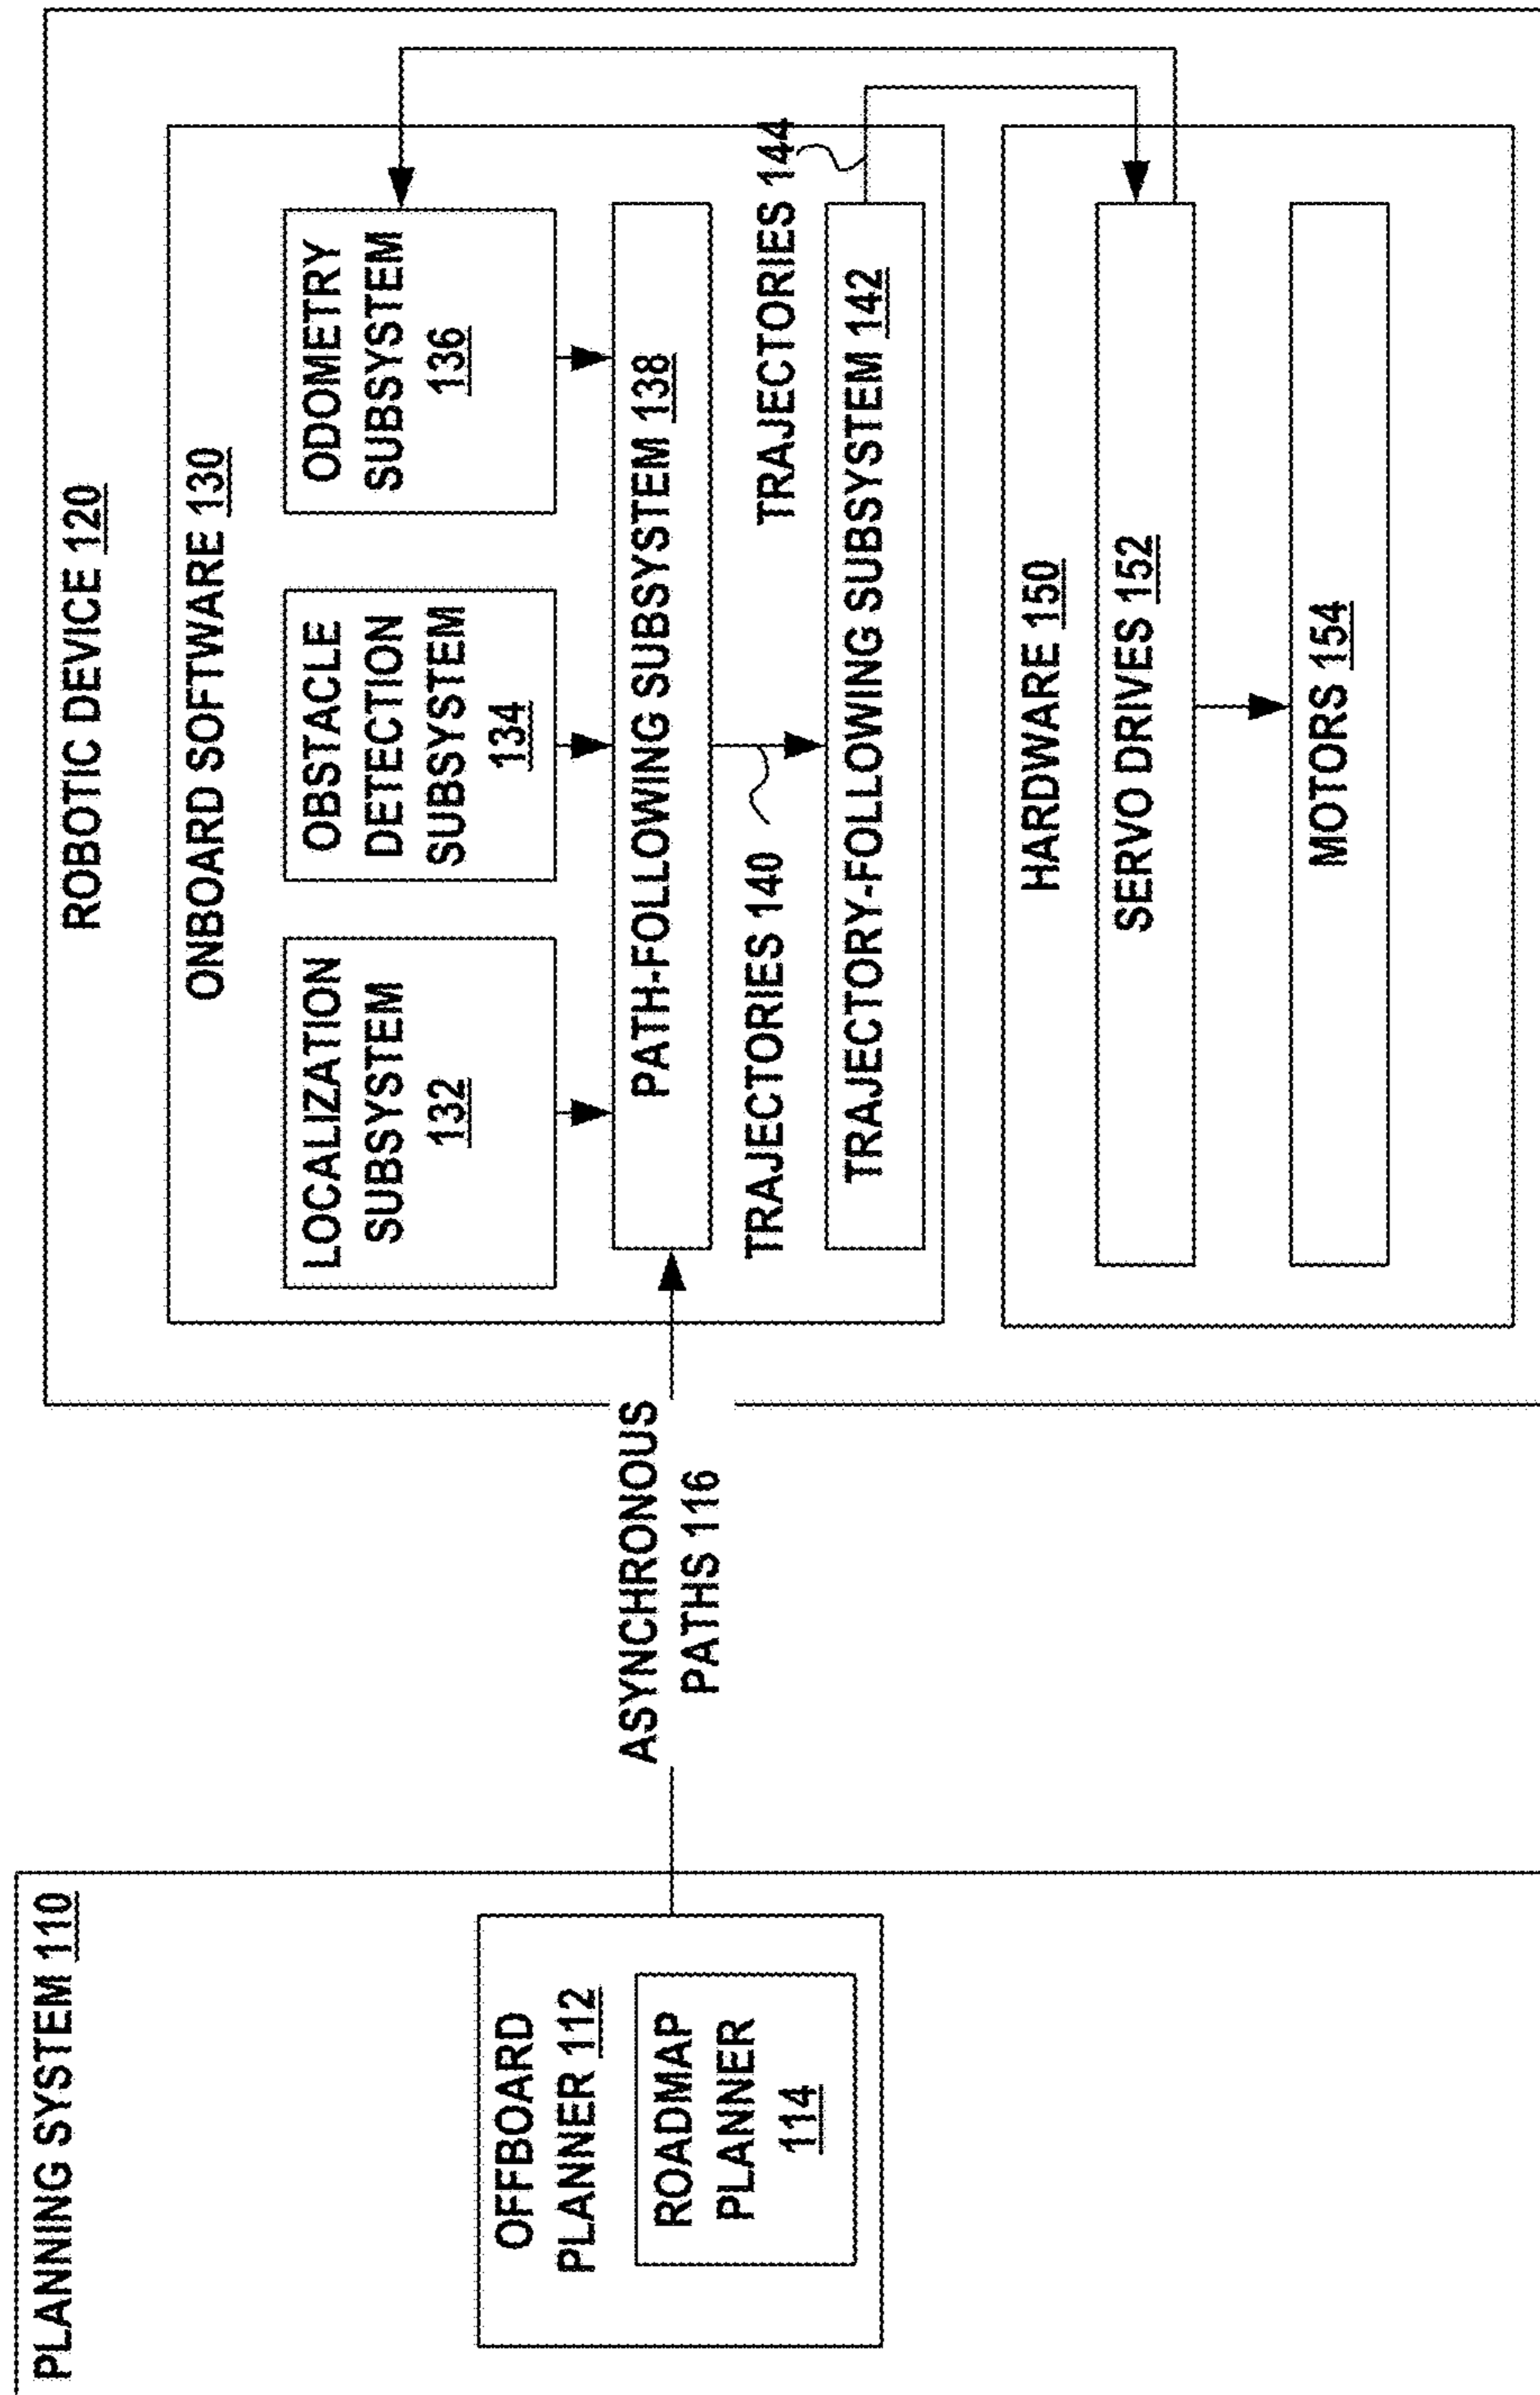 PLANNING SYSTEM 110
OFFBOARD
PLANNER 112
ROADMAP
PLANNER
114
ASYNCHRONOUS
PATHS 116
ROBOTIC DEVICE 120
ONBOARD SOFTWARE 130
LOCALIZATION
SUBSYSTEM
132
OBSTACLE
DETECTION
SUBSYSTEM
134
ODOMETRY
SUBSYSTEM
136
PATH-FOLLOWING SUBSYSTEM 138
TRAJECTORIES 140
TRAJECTORIES 144
TRAJECTORY-FOLLOWING SUBSYSTEM 142
HARDWARE 150
SERVO DRIVES 152
MOTORS 154